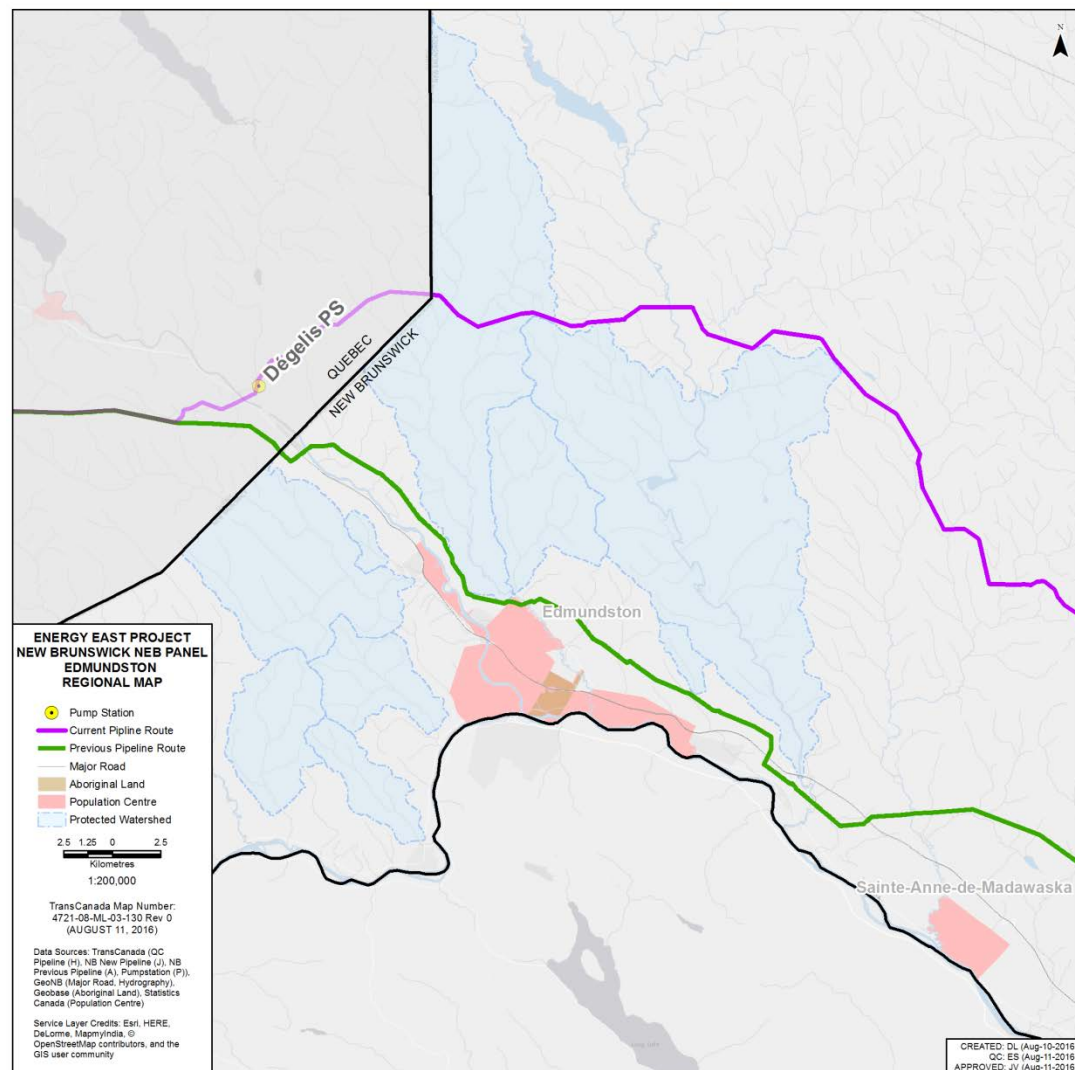 N
Dégelis PS
QUEBEC
NEW BRUNSWICK
Edmundston
Sainte-Anne-de-Madawaska
ENERGY EAST PROJECT
NEW BRUNSWICK NEB PANEL
EDMUNDSTON
REGIONAL MAP
Pump Station
Current Pipline Route
Previous Pipeline Route
Major Road
Aboriginal Land
Population Centre
Protected Watershed
2.5 1.25 0 2.5
Kilometres
1:200,000
TransCanada Map Number:
4721-08-ML-03-130 Rev 0
(AUGUST 11, 2016)
Data Sources: TransCanada (QC
Pipeline (H), NB New Pipeline (J), NB
Previous Pipeline (A), Pumpstation (P)),
GeoNB (Major Road, Hydrography),
Geobase (Aboriginal Land), Statistics
Canada (Population Centre)
Service Layer Credits: Esri, HERE,
DeLorme, MapmyIndia, ©
OpenStreetMap contributors, and the
GIS user community
CREATED: DL (Aug-10-2016)
QC: ES (Aug-11-2016)
APPROVED: JV (Aug-11-2016)